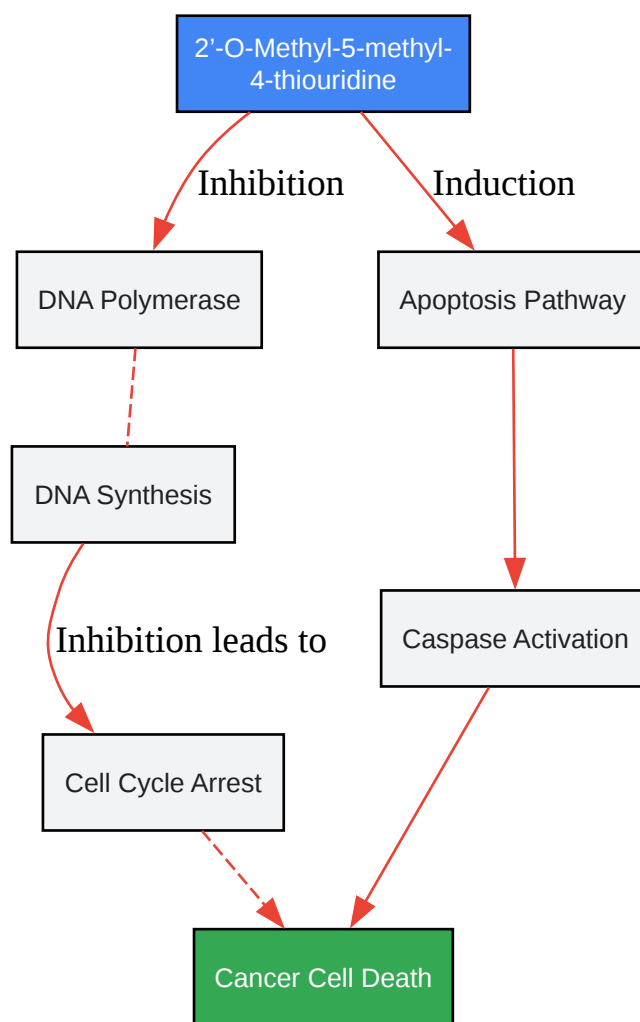 2’-O-Methyl-5-methyl-
4-thiouridine
Inhibition
Induction
DNA Polymerase
Apoptosis Pathway
DNA Synthesis
Inhibition leads to
Caspase Activation
Cell Cycle Arrest
Cancer Cell Death